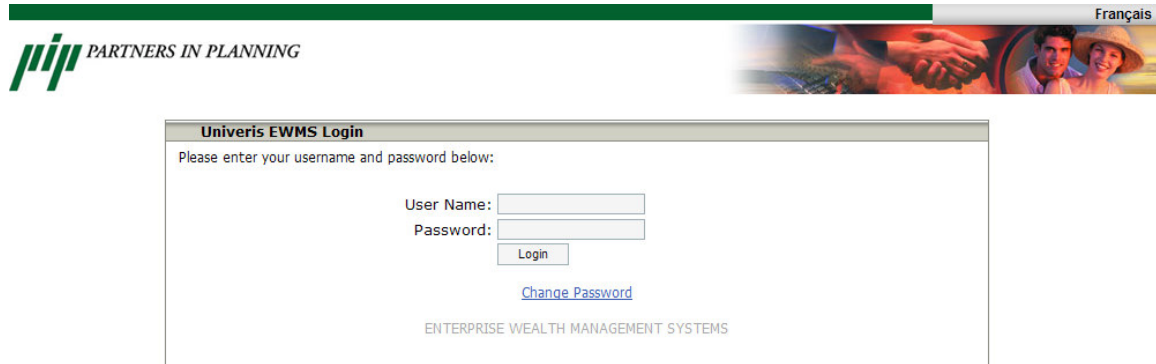 Français
pip PARTNERS IN PLANNING
Univeris EWMS Login
Please enter your username and password below:
User Name:
Password:
Login
Change Password
ENTERPRISE WEALTH MANAGEMENT SYSTEMS